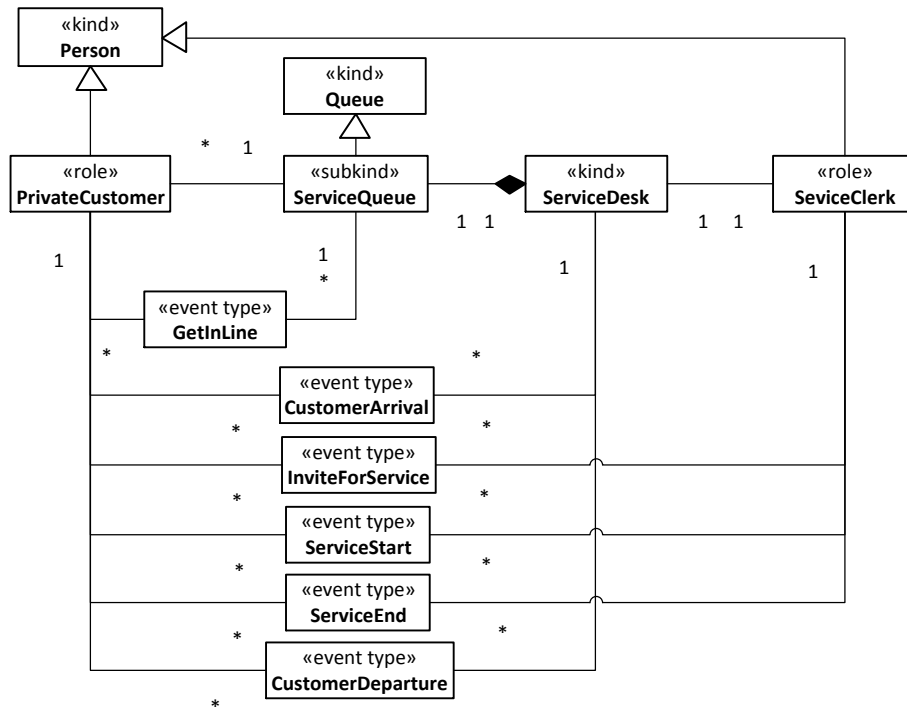 «kind»
Person
«kind»
Queue
* 1
«role»
PrivateCustomer
«subkind»
ServiceQueue
«kind»
ServiceDesk
«role»
SeviceClerk
1 1
1 1
1
1
1
1
*
«event type»
GetInLine
*
*
«event type»
CustomerArrival
*
*
«event type»
InviteForService
*
*
«event type»
ServiceStart
*
*
«event type»
ServiceEnd
*
*
«event type»
CustomerDeparture
*